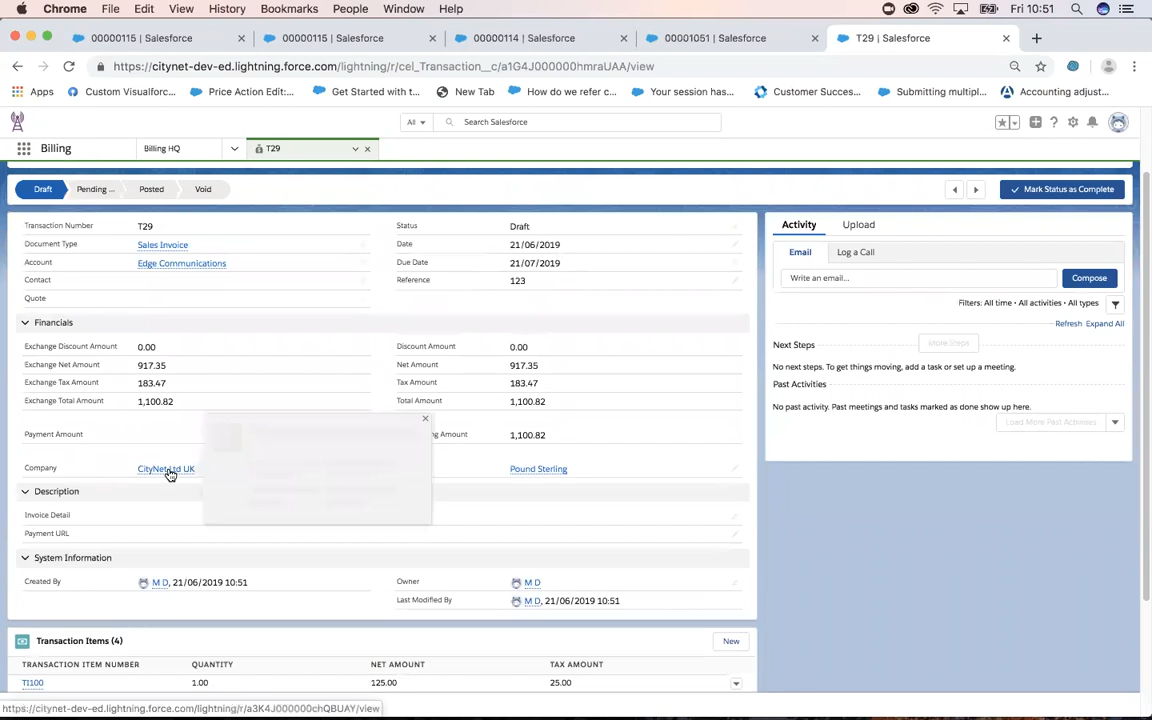 Chrome File Edit View History Bookmarks People Window Help Fri 10:51
00000115 | Salesforce 00000115 | Salesforce 00000114 | Salesforce 00001051 | Salesforce T29 | Salesforce
https://citynet-dev-ed.lightning.force.com/lightning/r/cel_Transaction__c/a1G4J000000hmraUAA/view
Apps Custom Visualforc... Price Action Edit:... Get Started with t... New Tab How do we refer c... Your session has... Customer Succes... Submitting multipl... Accounting adjust...
All Search Salesforce
Billing Billing HQ T29
Draft Pending ... Posted Void Mark Status as Complete
Transaction Number T29 Status Draft
Document Type Sales Invoice Date 21/06/2019
Account Edge Communications Due Date 21/07/2019
Contact Reference 123
Quote
Financials
Exchange Discount Amount 0.00 Discount Amount 0.00
Exchange Net Amount 917.35 Net Amount 917.35
Exchange Tax Amount 183.47 Tax Amount 183.47
Exchange Total Amount 1,100.82 Total Amount 1,100.82
Payment Amount Amount 1,100.82
Company CityNet Ltd UK Pound Sterling
Description
Invoice Detail
Payment URL
System Information
Created By M D, 21/06/2019 10:51 Owner M D
Last Modified By M D, 21/06/2019 10:51
Transaction Items (4) New
TRANSACTION ITEM NUMBER QUANTITY NET AMOUNT TAX AMOUNT
TI100 1.00 125.00 25.00
Activity Upload
Email Log a Call
Write an email... Compose
Filters: All time • All activities • All types
Refresh Expand All
Next Steps More Steps
No next steps. To get things moving, add a task or set up a meeting.
Past Activities
No past activity. Past meetings and tasks marked as done show up here.
Load More Past Activities
https://citynet-dev-ed.lightning.force.com/lightning/r/a3K4J000000chQBUAY/view